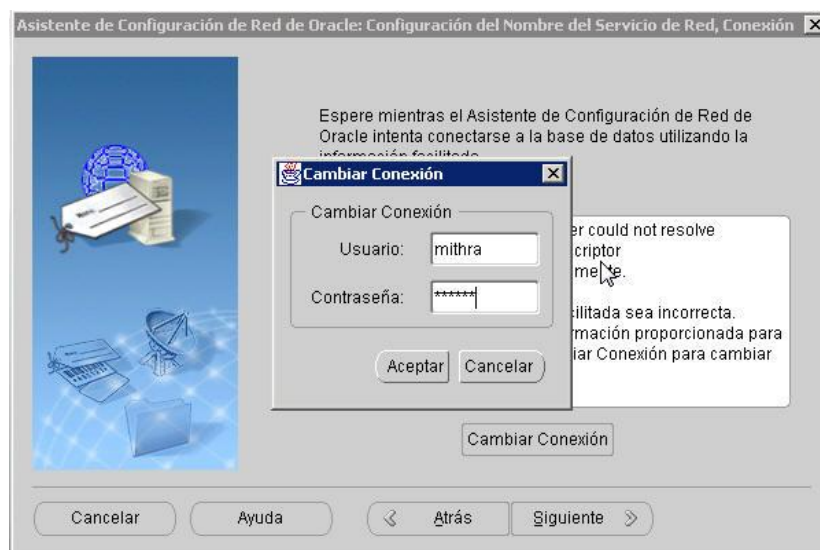 Asistente de Configuración de Red de Oracle: Configuración del Nombre del Servicio de Red, Conexión
Espere mientras el Asistente de Configuración de Red de
Oracle intenta conectarse a la base de datos utilizando la
información facilitada.
Cambiar Conexión
Cambiar Conexión
Usuario: mithra
Contraseña: ******
Aceptar Cancelar
could not resolve
cilitada sea incorrecta.
rmación proporcionada para
iar Conexión para cambiar
Cambiar Conexión
Cancelar Ayuda Atrás Siguiente